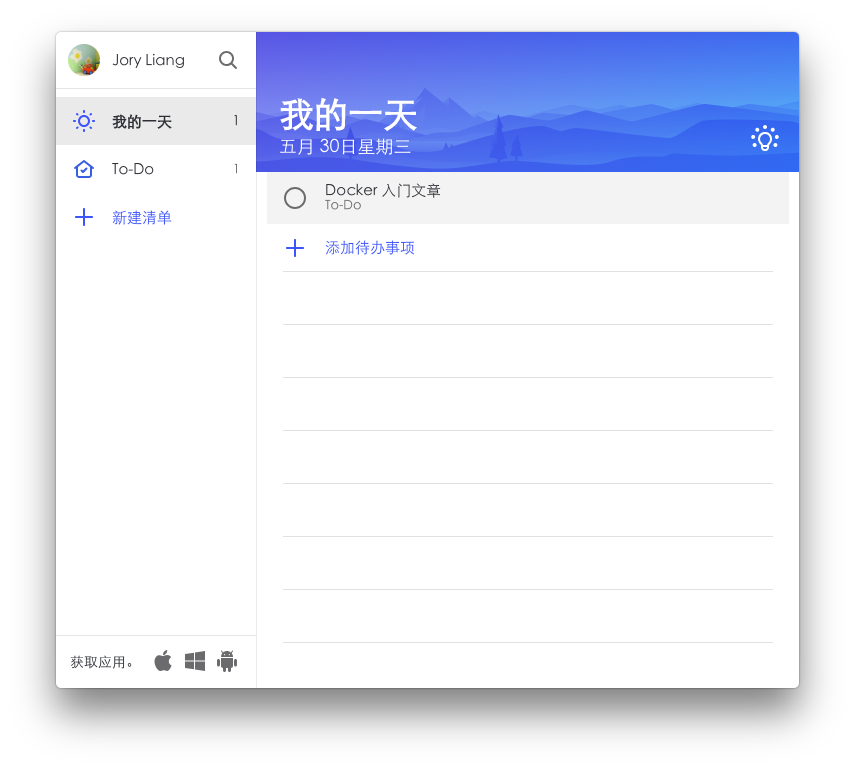 Jory Liang
我的一天 1
To-Do 1
新建清单
获取应用。
我的一天
五月 30日星期三
Docker 入门文章
To-Do
添加待办事项